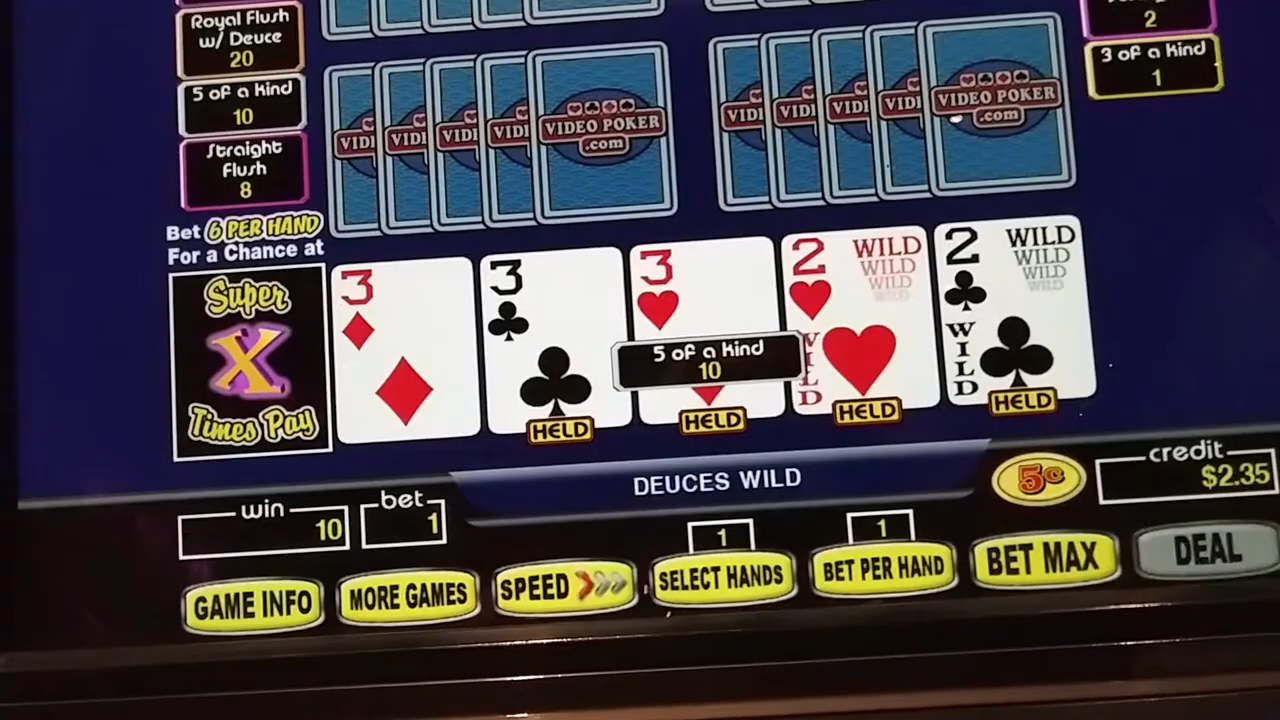 Royal Flush
w/ Deuce
20
5 of a Kind
10
Straight
Flush
8
2
3 of a Kind
1
VIDEO POKER
.com
VIDEO POKER
.com
Bet 6 PER HAND
For a Chance at
Super
X
Times Pay
3
3
3
2
WILD
WILD
WILD
WILD
WILD
2
WILD
WILD
WILD
WILD
WILD
5 of a Kind
10
HELD
HELD
HELD
HELD
DEUCES WILD
5¢
credit
$2.35
win
10
bet
1
1
1
GAME INFO
MORE GAMES
SPEED
SELECT HANDS
BET PER HAND
BET MAX
DEAL